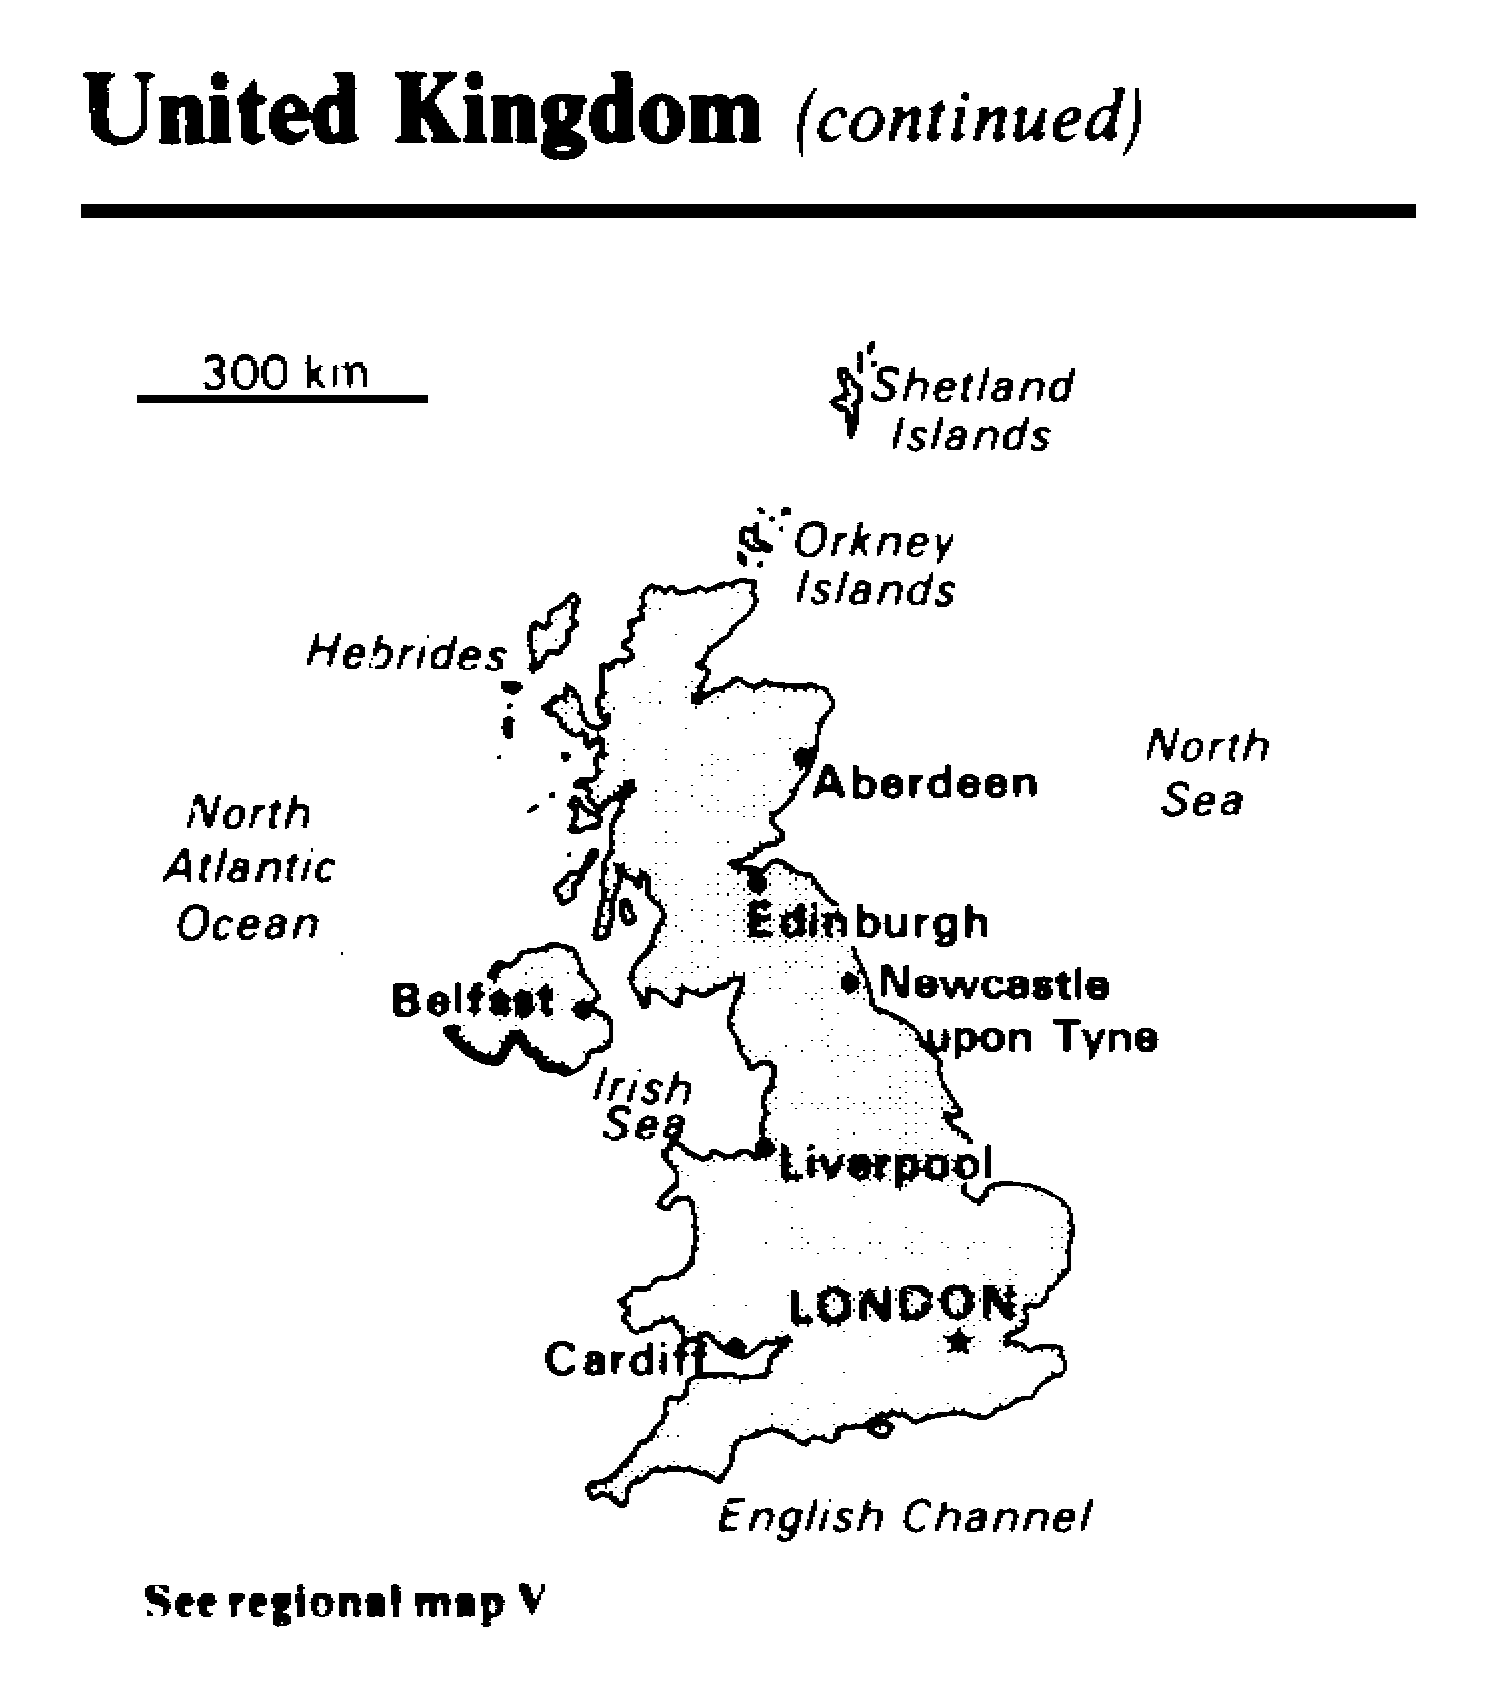 United Kingdom (continued)
300 km
Shetland
Islands
Orkney
Islands
Hebrides
North
Sea
Aberdeen
North
Atlantic
Ocean
Edinburgh
Belfast
Newcastle
upon Tyne
Irish
Sea
Liverpool
LONDON
Cardiff
English Channel
See regional map V